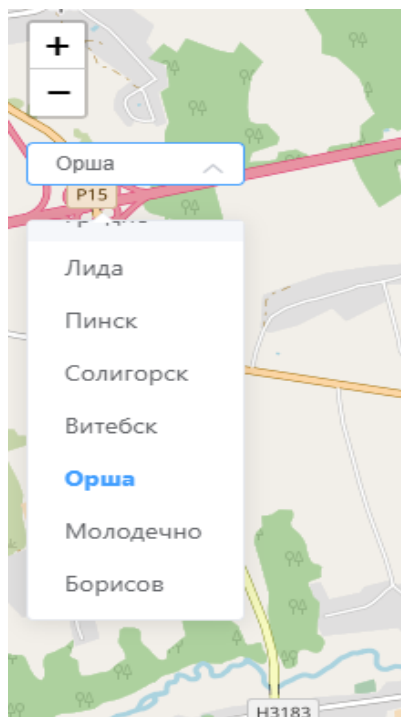 +
−
Орша
P15
Лида
Пинск
Солигорск
Витебск
Орша
Молодечно
Борисов
H3183